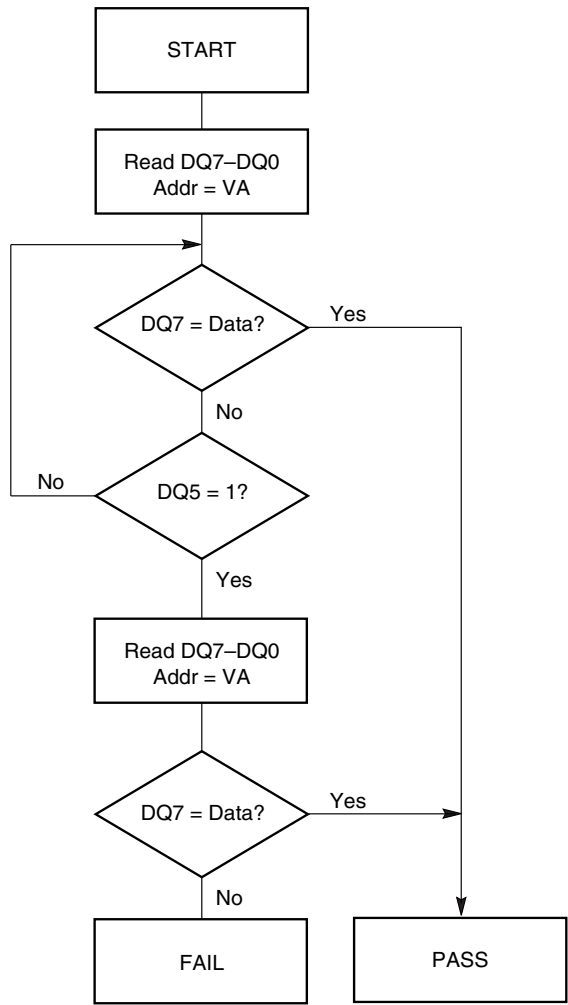 START
Read DQ7–DQ0
Addr = VA
DQ7 = Data?
Yes
No
No
DQ5 = 1?
Yes
Read DQ7–DQ0
Addr = VA
DQ7 = Data?
Yes
No
FAIL
PASS